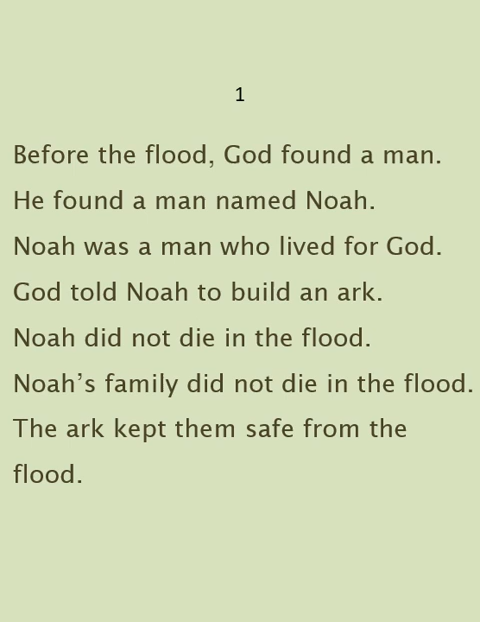 1
Before the flood, God found a man.
He found a man named Noah.
Noah was a man who lived for God.
God told Noah to build an ark.
Noah did not die in the flood.
Noah’s family did not die in the flood.
The ark kept them safe from the
flood.